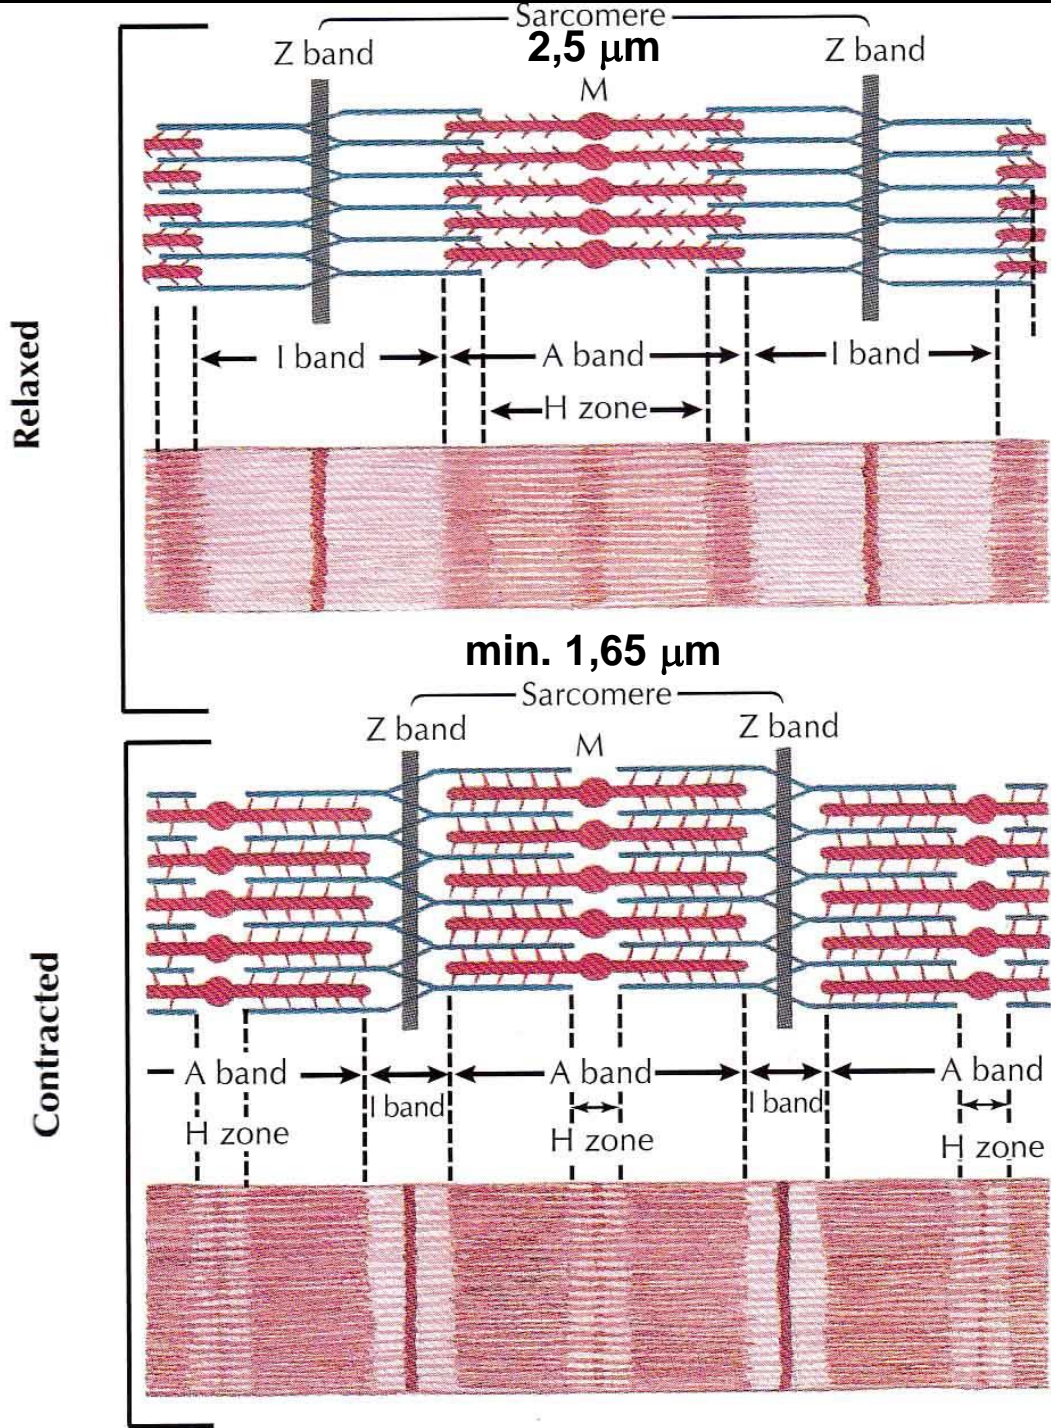 Sarcomere
2,5 μm
Z band
Z band
M
I band
A band
I band
H zone
Relaxed
min. 1,65 μm
Sarcomere
Z band
Z band
M
A band
I band
A band
I band
A band
H zone
H zone
H zone
Contracted